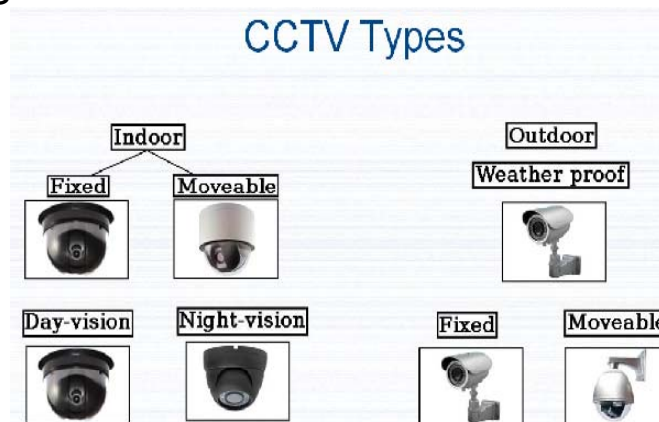 CCTV Types
Indoor
Outdoor
Fixed
Moveable
Weather proof
Day-vision
Night-vision
Fixed
Moveable